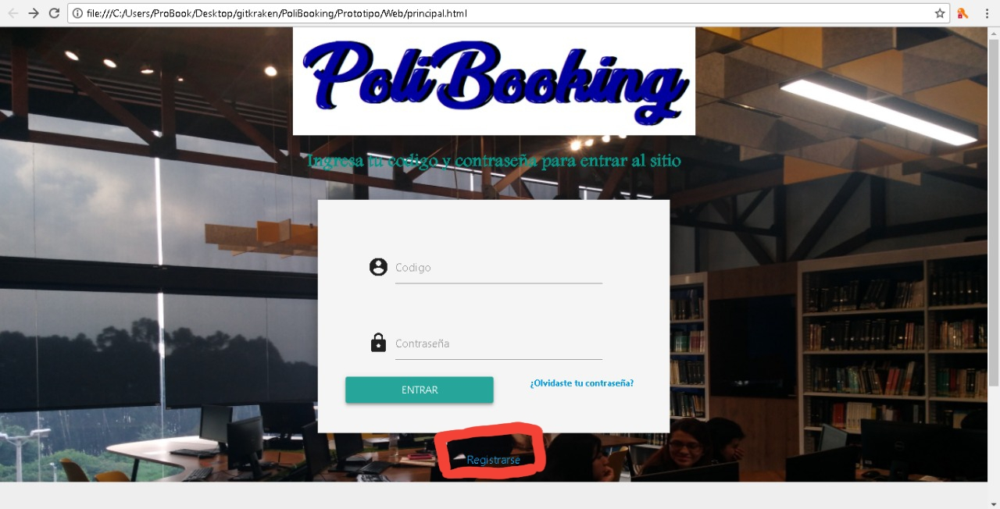 file:///C:/Users/ProBook/Desktop/gitkraken/PoliBooking/Prototipo/Web/principal.html
PoliBooking
Ingresa tu codigo y contraseña para entrar al sitio
Codigo
Contraseña
ENTRAR
¿Olvidaste tu contraseña?
Registrarse